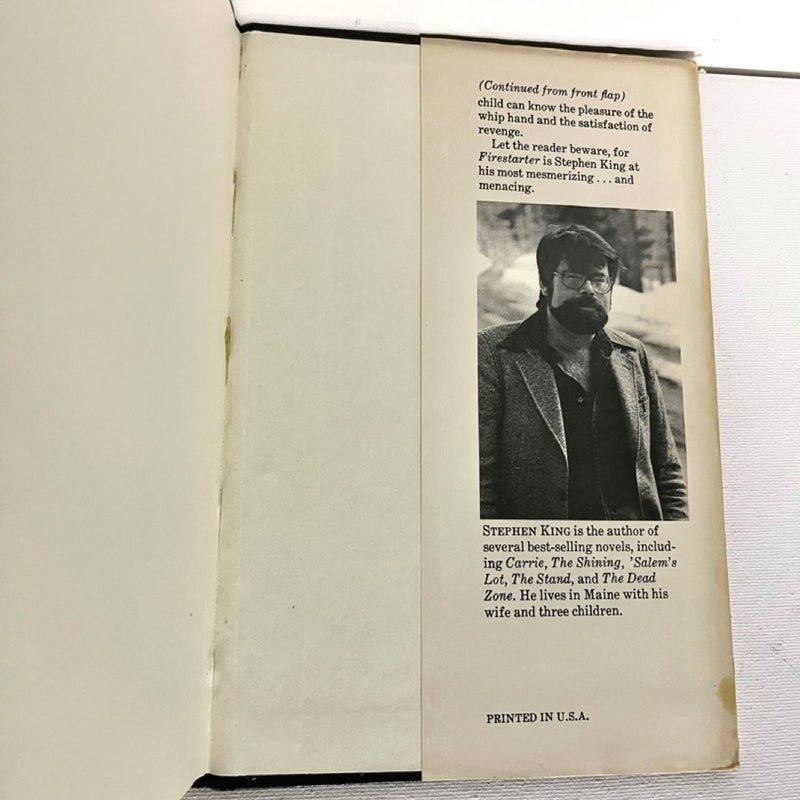 (Continued from front flap)
child can know the pleasure of the
whip hand and the satisfaction of
revenge.
Let the reader beware, for
Firestarter is Stephen King at
his most mesmerizing . . . and
menacing.
STEPHEN KING is the author of
several best-selling novels, includ-
ing Carrie, The Shining, 'Salem's
Lot, The Stand, and The Dead
Zone. He lives in Maine with his
wife and three children.
PRINTED IN U.S.A.